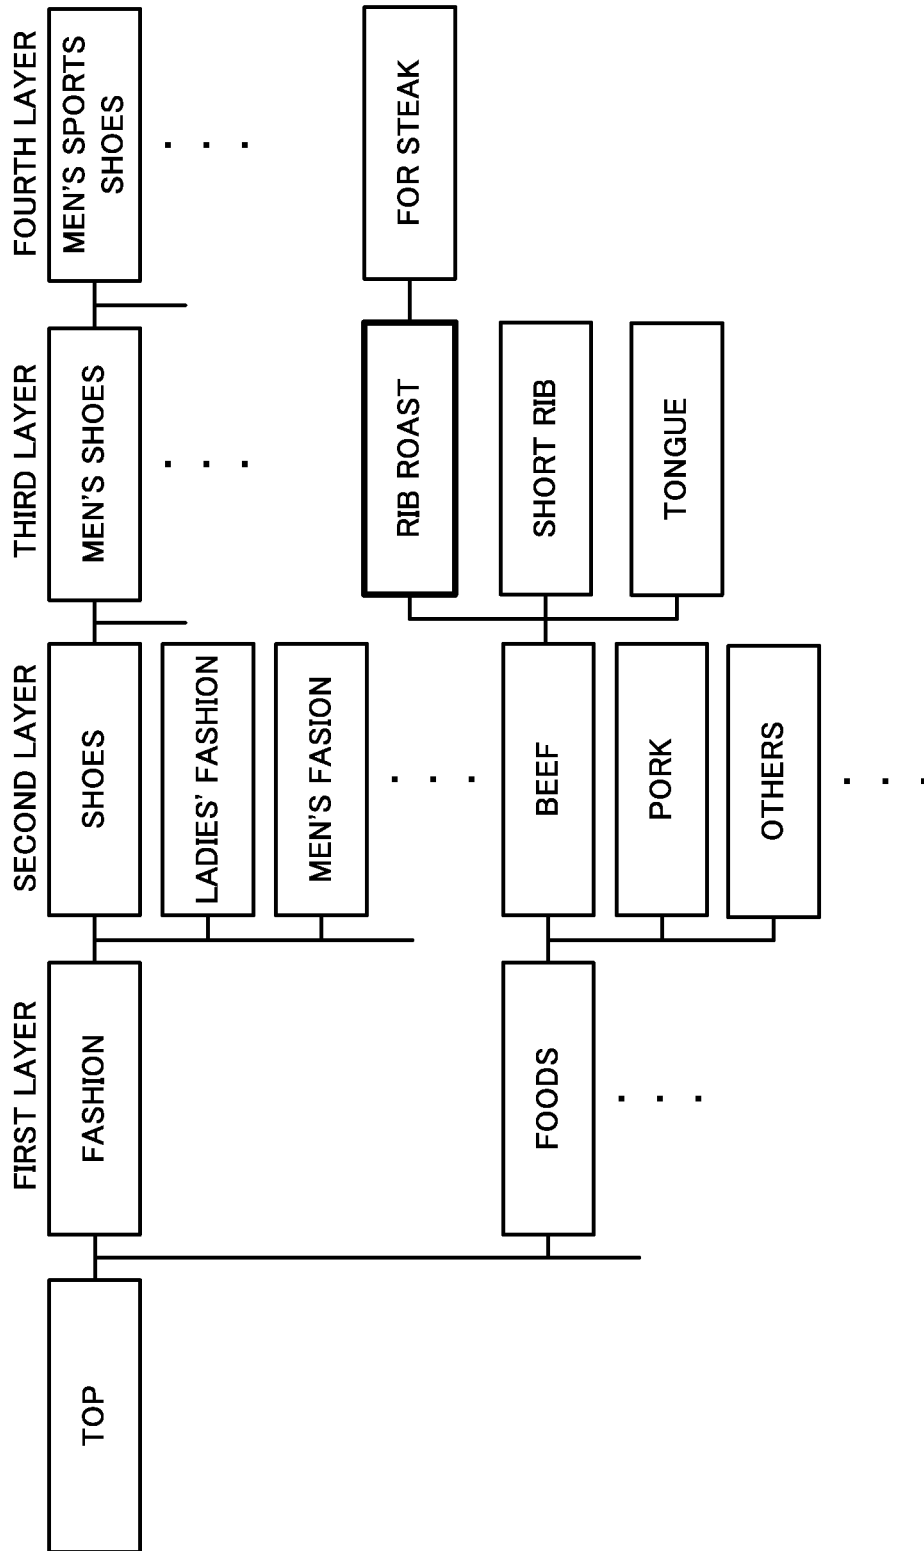 FIRST LAYER
SECOND LAYER
THIRD LAYER
FOURTH LAYER
TOP
FASHION
SHOES
MEN'S SHOES
MEN'S SPORTS
SHOES
LADIES' FASHION
. . .
. . .
MEN'S FASION
. . .
RIB ROAST
FOR STEAK
FOODS
BEEF
SHORT RIB
. . .
PORK
TONGUE
OTHERS
. . .